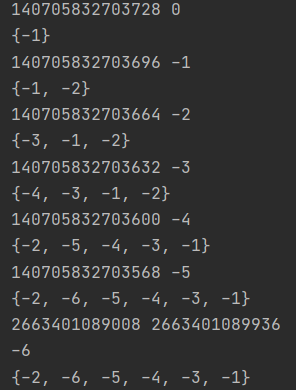 140705832703728 0
{-1}
140705832703696 -1
{-1, -2}
140705832703664 -2
{-3, -1, -2}
140705832703632 -3
{-4, -3, -1, -2}
140705832703600 -4
{-2, -5, -4, -3, -1}
140705832703568 -5
{-2, -6, -5, -4, -3, -1}
2663401089008 2663401089936
-6
{-2, -6, -5, -4, -3, -1}